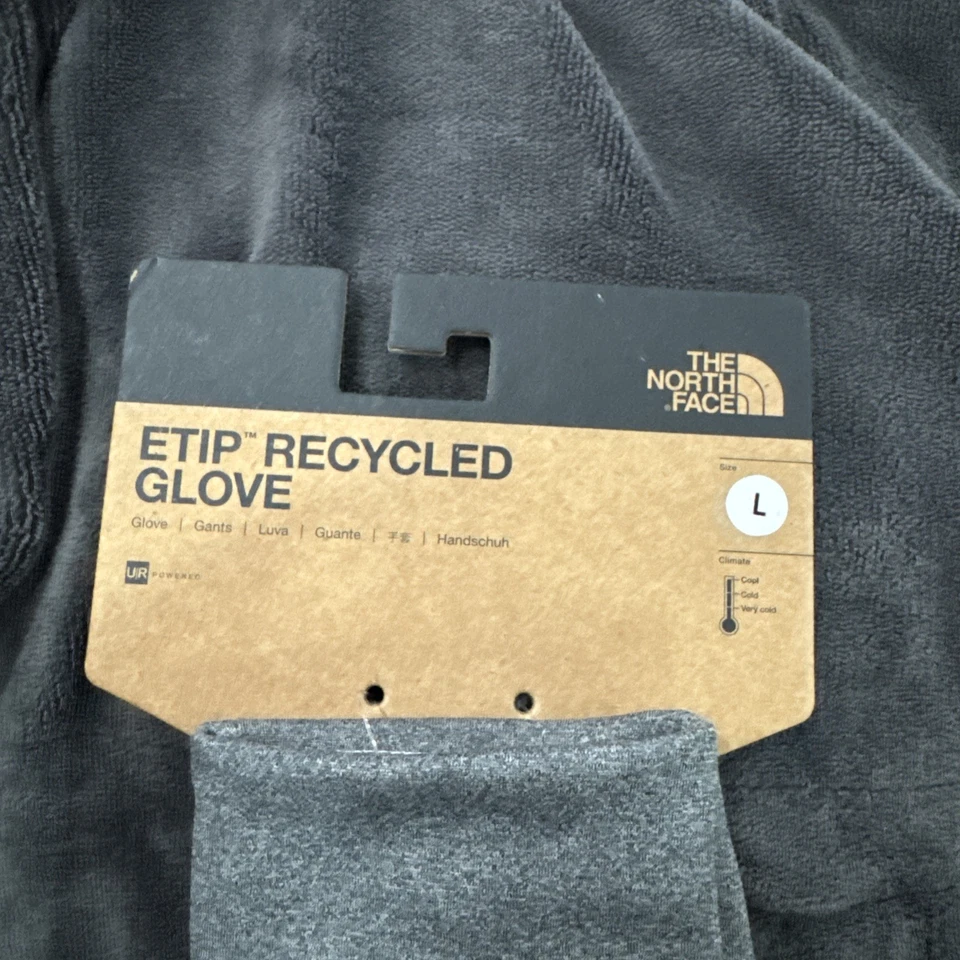 THE
NORTH
FACE
ETIP™ RECYCLED
GLOVE
Glove | Gants | Luva | Guante | 手套 | Handschuh
U|R POWERED
Size
L
Climate
Cool
Cold
Very cold